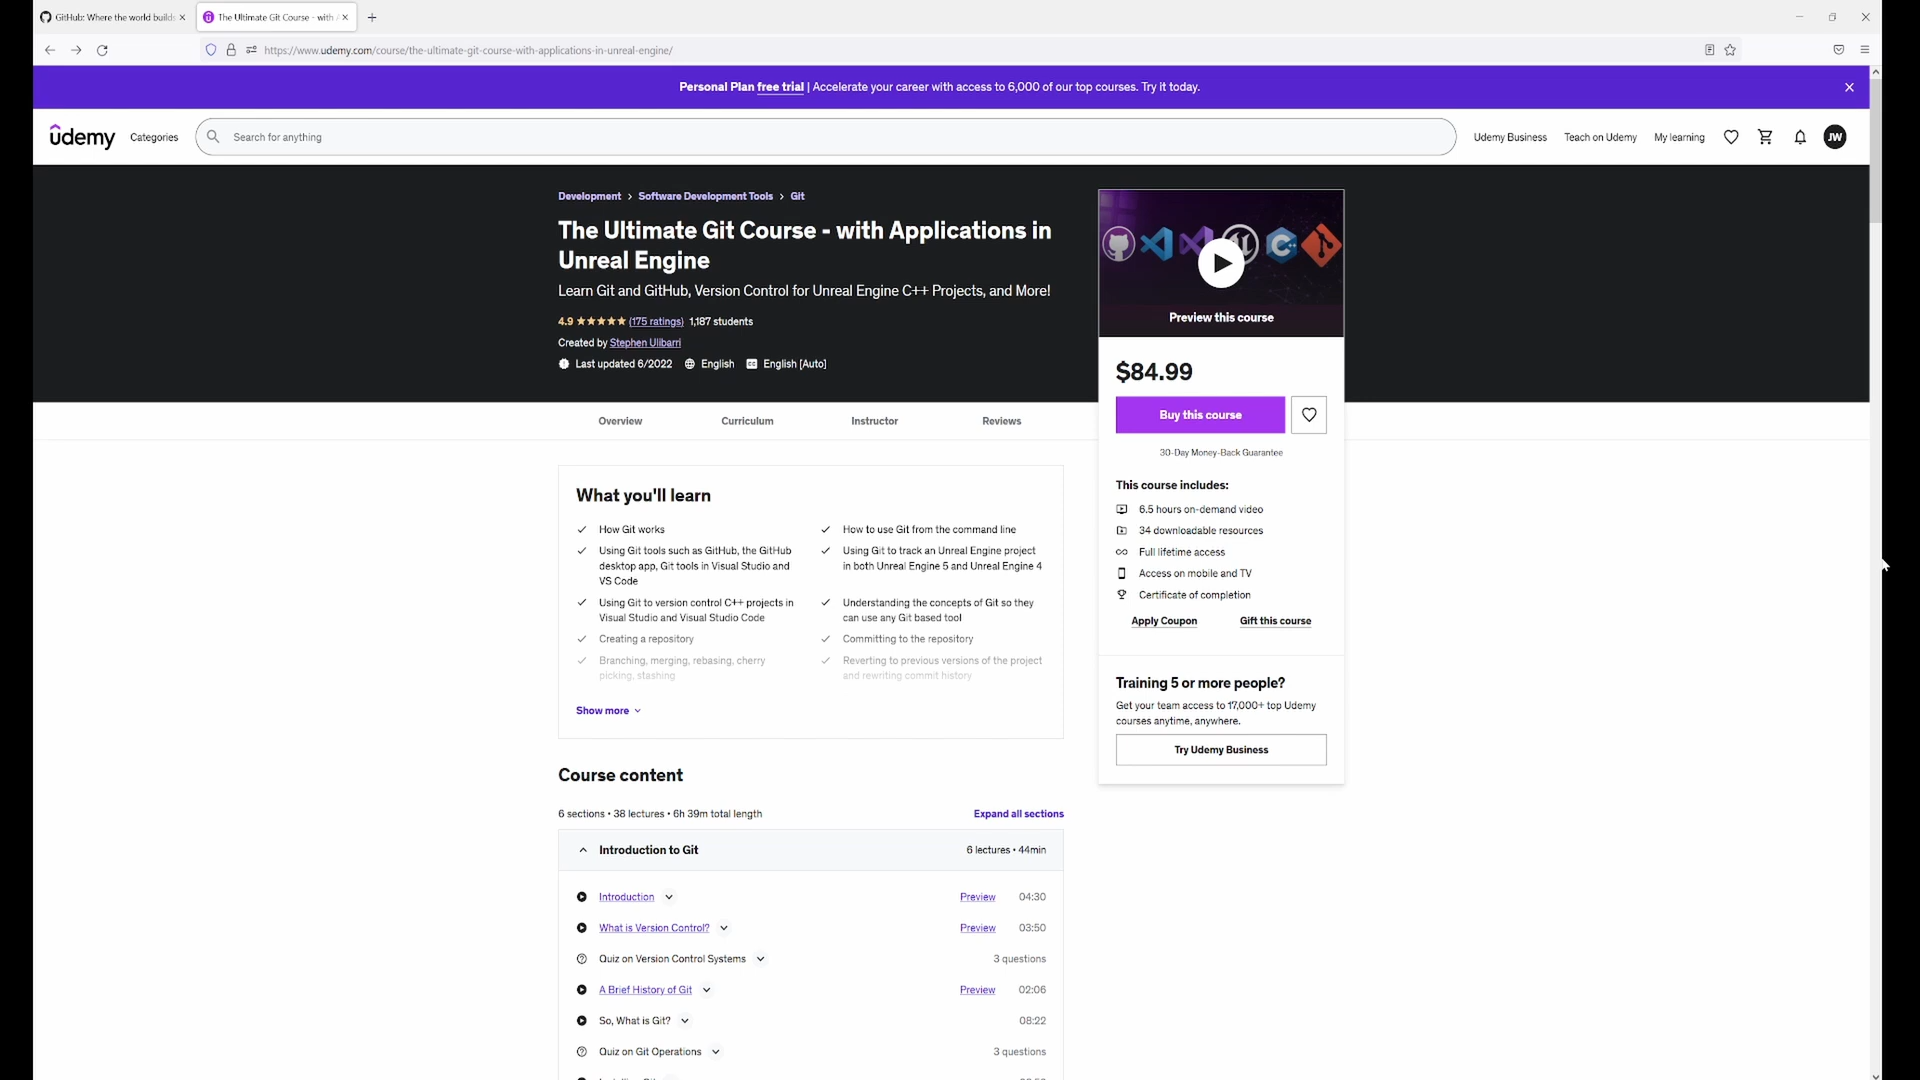 GitHub: Where the world builds
The Ultimate Git Course - with
https://www.udemy.com/course/the-ultimate-git-course-with-applications-in-unreal-engine/
Personal Plan free trial | Accelerate your career with access to 6,000 of our top courses. Try it today.
udemy Categories Search for anything Udemy Business Teach on Udemy My learning JW
Development > Software Development Tools > Git
The Ultimate Git Course - with Applications in
Unreal Engine
Learn Git and GitHub, Version Control for Unreal Engine C++ Projects, and More!
4.9 (175 ratings) 1,187 students
Created by Stephen Ulibarri
Last updated 6/2022 English English [Auto]
Preview this course
$84.99
Buy this course
30-Day Money-Back Guarantee
This course includes:
6.5 hours on-demand video
34 downloadable resources
Full lifetime access
Access on mobile and TV
Certificate of completion
Apply Coupon Gift this course
Training 5 or more people?
Get your team access to 17,000+ top Udemy
courses anytime, anywhere.
Try Udemy Business
Overview Curriculum Instructor Reviews
What you'll learn
How Git works
Using Git tools such as GitHub, the GitHub
desktop app, Git tools in Visual Studio and
VS Code
Using Git to version control C++ projects in
Visual Studio and Visual Studio Code
Creating a repository
Branching, merging, rebasing, cherry
picking, stashing
How to use Git from the command line
Using Git to track an Unreal Engine project
in both Unreal Engine 5 and Unreal Engine 4
Understanding the concepts of Git so they
can use any Git based tool
Committing to the repository
Reverting to previous versions of the project
and rewriting commit history
Show more
Course content
6 sections • 38 lectures • 6h 39m total length Expand all sections
Introduction to Git 6 lectures • 44min
Introduction Preview 04:30
What is Version Control? Preview 03:50
Quiz on Version Control Systems 3 questions
A Brief History of Git Preview 02:06
So, What is Git? 08:22
Quiz on Git Operations 3 questions